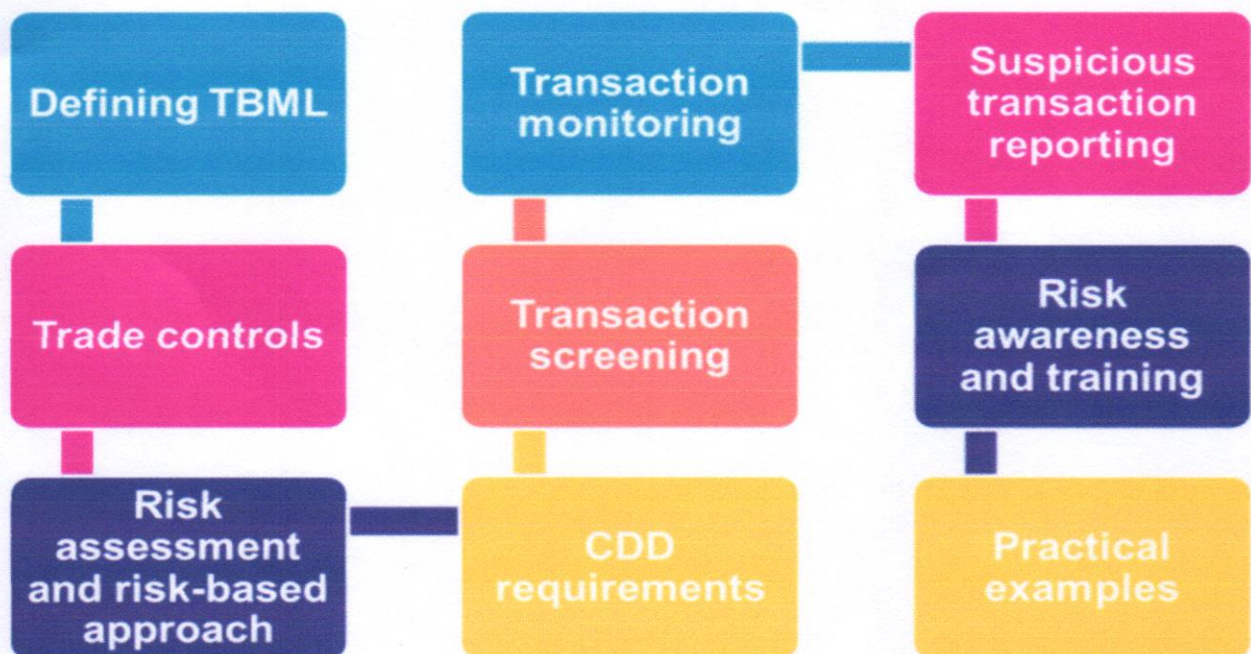 Defining TBML
Trade controls
Risk
assessment
and risk-based
approach
CDD
requirements
Transaction
screening
Transaction
monitoring
Suspicious
transaction
reporting
Risk
awareness
and training
Practical
examples